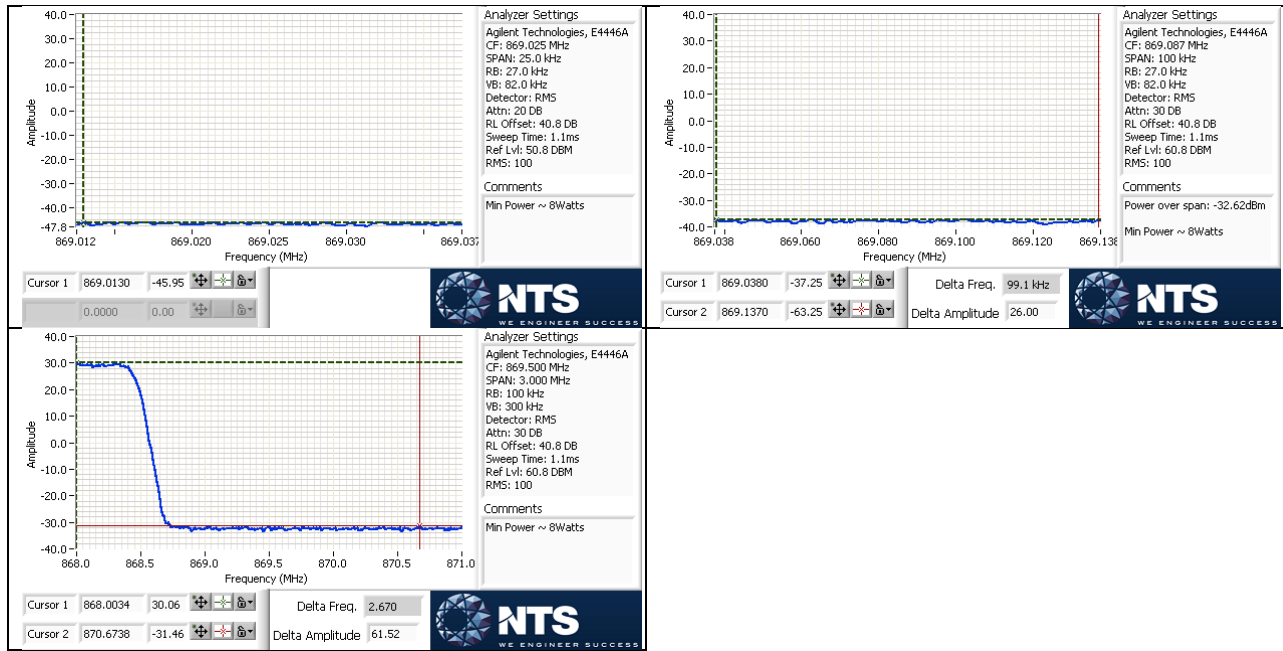 40.0
30.0
20.0
10.0
0.0
-10.0
-20.0
-30.0
-40.0
-47.8
Amplitude
869.012 869.020 869.025 869.030 869.037
Frequency (MHz)
Analyzer Settings
Agilent Technologies, E4446A
CF: 869.025 MHz
SPAN: 25.0 kHz
RB: 27.0 kHz
VB: 82.0 kHz
Detector: RMS
Attn: 20 DB
RL Offset: 40.8 DB
Sweep Time: 1.1ms
Ref Lvl: 50.8 DBM
RMS: 100
Comments
Min Power ~ 8Watts
Cursor 1 869.0130 -45.95
0.0000 0.00
NTS
WE ENGINEER SUCCESS
40.0
30.0
20.0
10.0
0.0
-10.0
-20.0
-30.0
-40.0
Amplitude
869.038 869.060 869.080 869.100 869.120 869.138
Frequency (MHz)
Analyzer Settings
Agilent Technologies, E4446A
CF: 869.087 MHz
SPAN: 100 kHz
RB: 27.0 kHz
VB: 82.0 kHz
Detector: RMS
Attn: 30 DB
RL Offset: 40.8 DB
Sweep Time: 1.1ms
Ref Lvl: 60.8 DBM
RMS: 100
Comments
Power over span: -32.62dBm
Min Power ~ 8Watts
Cursor 1 869.0380 -37.25
Cursor 2 869.1370 -63.25
Delta Freq. 99.1 kHz
Delta Amplitude 26.00
NTS
WE ENGINEER SUCCESS
40.0
30.0
20.0
10.0
0.0
-10.0
-20.0
-30.0
-40.0
Amplitude
868.0 868.5 869.0 869.5 870.0 870.5 871.0
Frequency (MHz)
Analyzer Settings
Agilent Technologies, E4446A
CF: 869.500 MHz
SPAN: 3.000 MHz
RB: 100 kHz
VB: 300 kHz
Detector: RMS
Attn: 30 DB
RL Offset: 40.8 DB
Sweep Time: 1.1ms
Ref Lvl: 60.8 DBM
RMS: 100
Comments
Min Power ~ 8Watts
Cursor 1 868.0034 30.06
Cursor 2 870.6738 -31.46
Delta Freq. 2.670
Delta Amplitude 61.52
NTS
WE ENGINEER SUCCESS